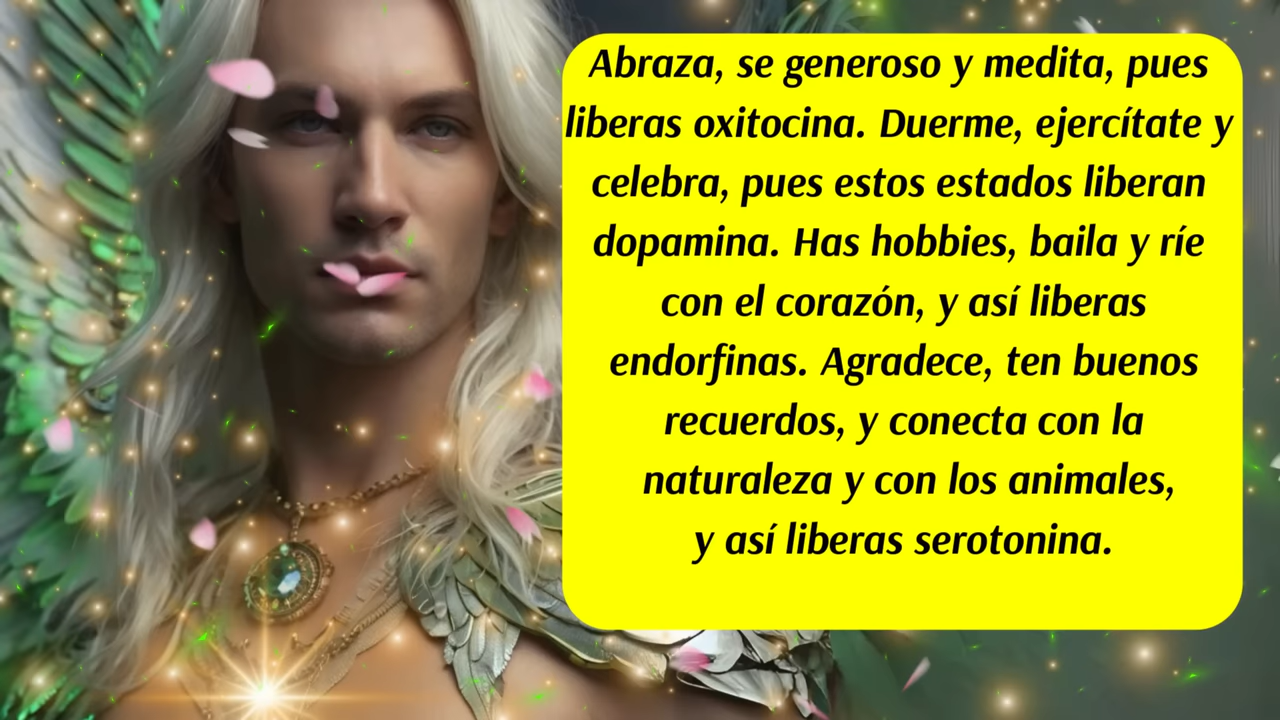 Abraza, se generoso y medita, pues
liberas oxitocina. Duerme, ejercítate y
celebra, pues estos estados liberan
dopamina. Has hobbies, baila y ríe
con el corazón, y así liberas
endorfinas. Agradece, ten buenos
recuerdos, y conecta con la
naturaleza y con los animales,
y así liberas serotonina.